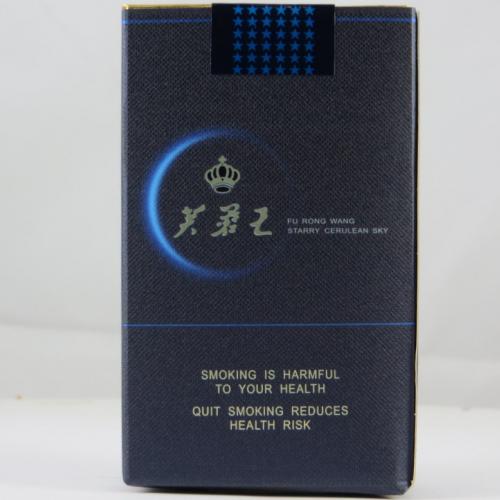 芙蓉王
FU RONG WANG
STARRY CERULEAN SKY
SMOKING IS HARMFUL
TO YOUR HEALTH
QUIT SMOKING REDUCES
HEALTH RISK